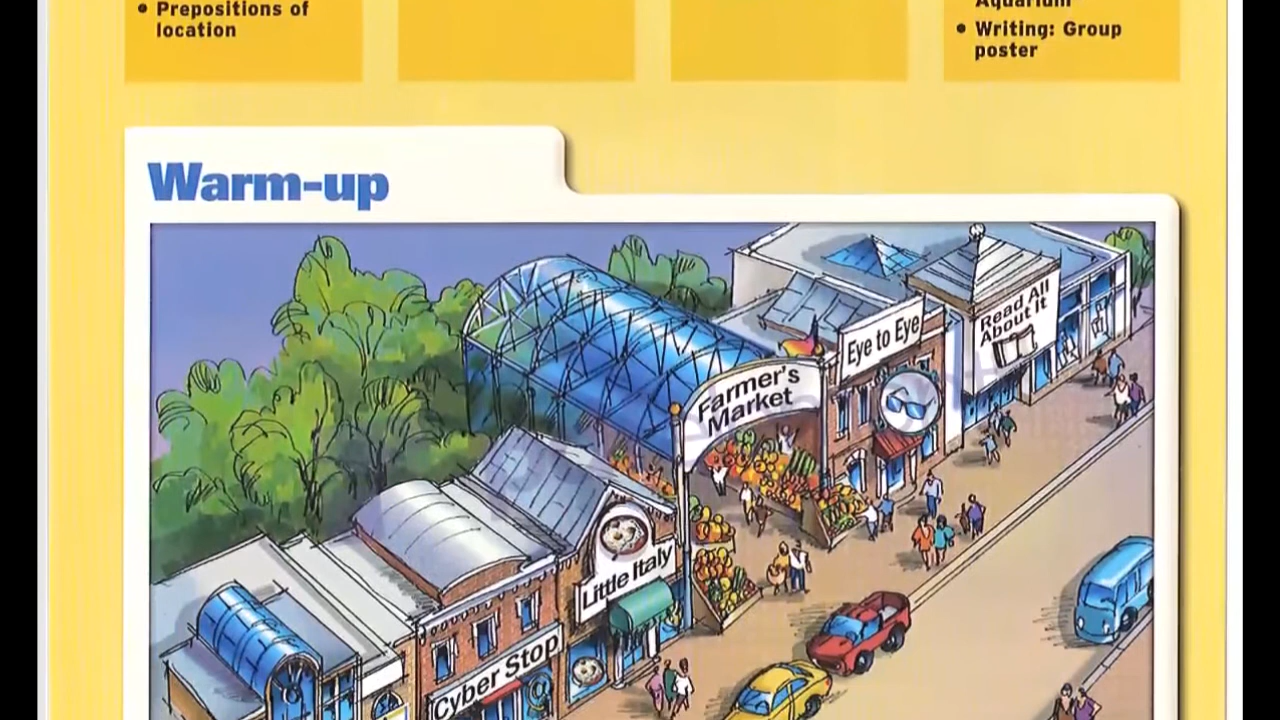 • Prepositions of
location
Aquarium
• Writing: Group
poster
Warm-up
Read All
About It
Eye to Eye
Farmer's
Market
Little Italy
Cyber Stop